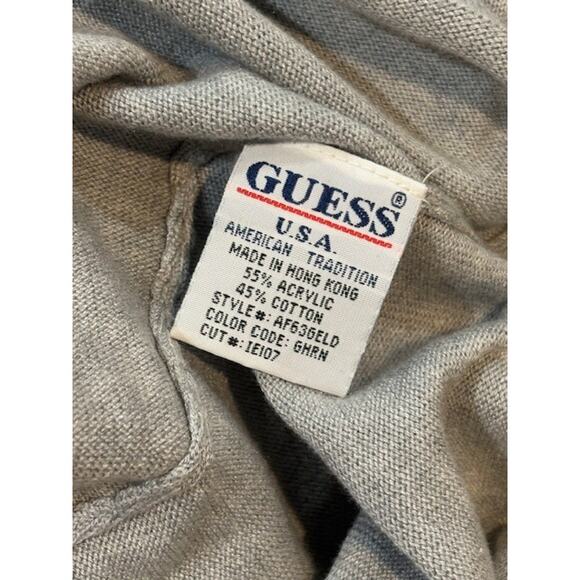 GUESS®
U.S.A.
AMERICAN TRADITION
MADE IN HONG KONG
55% ACRYLIC
45% COTTON
STYLE#: AF636ELD
COLOR CODE: GHRN
CUT#: IE107